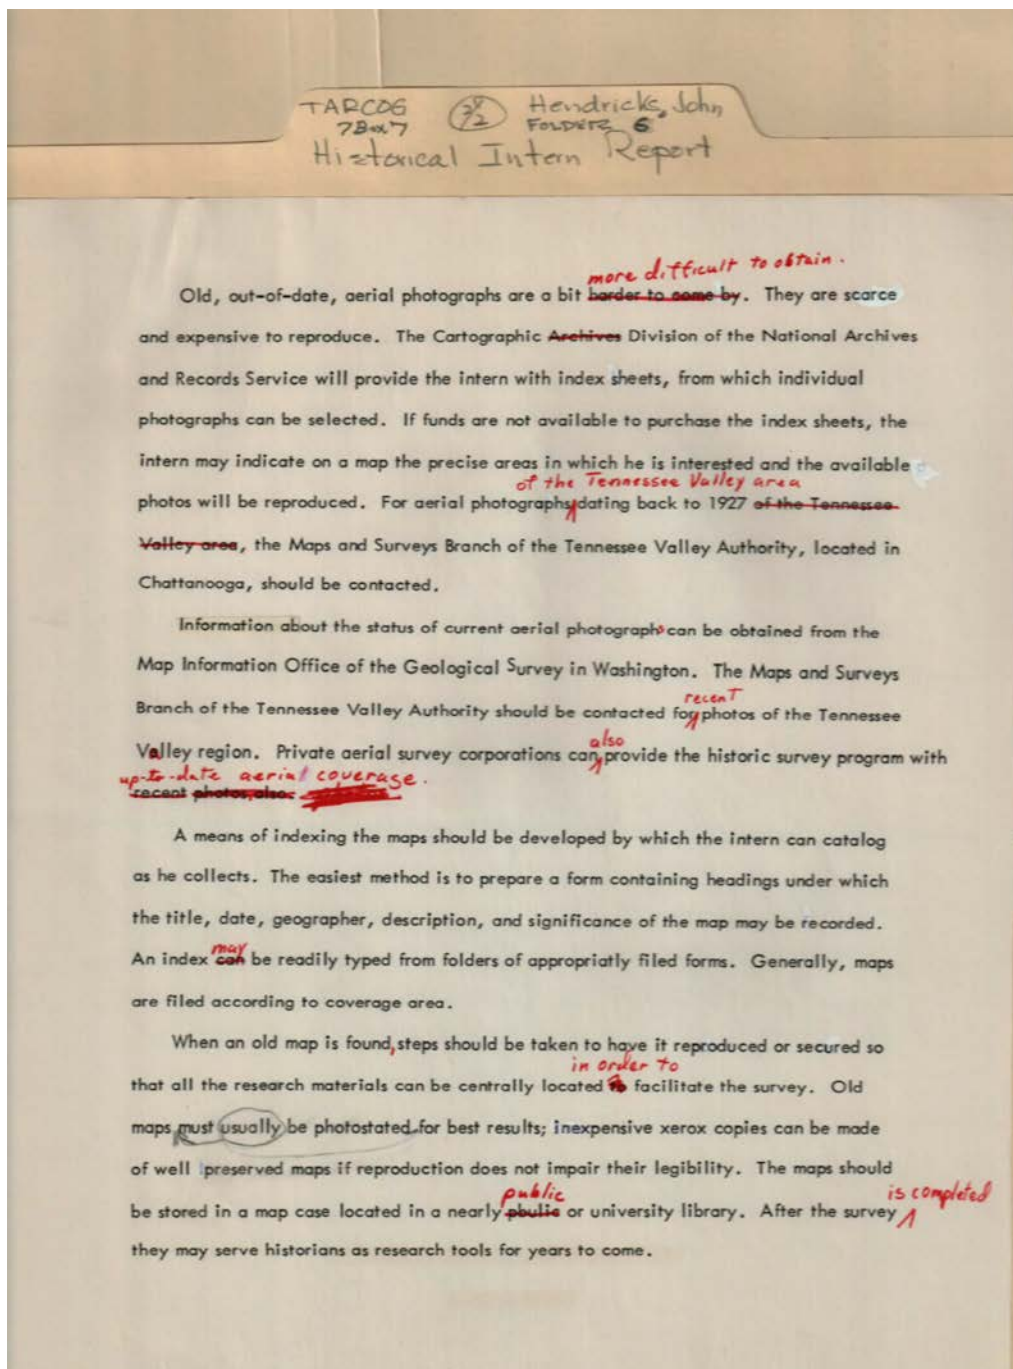 TARCOG
7Box7
Hendricks, John
FOLDER 6
Historical Intern Report
more difficult to obtain.
Old, out-of-date, aerial photographs are a bit harder to come by. They are scarce
and expensive to reproduce. The Cartographic Archives Division of the National Archives
and Records Service will provide the intern with index sheets, from which individual
photographs can be selected. If funds are not available to purchase the index sheets, the
intern may indicate on a map the precise areas in which he is interested and the available
of the Tennessee Valley area
photos will be reproduced. For aerial photographs, dating back to 1927 of the Tennessee
Valley area, the Maps and Surveys Branch of the Tennessee Valley Authority, located in
Chattanooga, should be contacted.
Information about the status of current aerial photographs can be obtained from the
Map Information Office of the Geological Survey in Washington. The Maps and Surveys
recent
Branch of the Tennessee Valley Authority should be contacted for photos of the Tennessee
also
Valley region. Private aerial survey corporations can provide the historic survey program with
up-to-date aerial coverage.
recent photos, also.
A means of indexing the maps should be developed by which the intern can catalog
as he collects. The easiest method is to prepare a form containing headings under which
the title, date, geographer, description, and significance of the map may be recorded.
may
An index can be readily typed from folders of appropriatly filed forms. Generally, maps
are filed according to coverage area.
When an old map is found, steps should be taken to have it reproduced or secured so
in order to
that all the research materials can be centrally located to facilitate the survey. Old
maps must usually be photostated for best results; inexpensive xerox copies can be made
of well preserved maps if reproduction does not impair their legibility. The maps should
public is completed
be stored in a map case located in a nearly pbulic or university library. After the survey
they may serve historians as research tools for years to come.